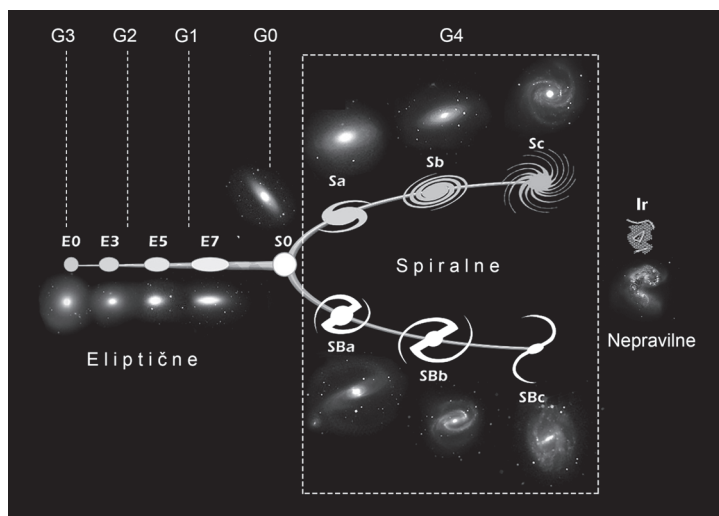 G3 G2 G1 G0 G4
Sa Sb Sc
E0 E3 E5 E7 S0
Spiralne
Ir
Nepravilne
Eliptične
SBa SBb SBc